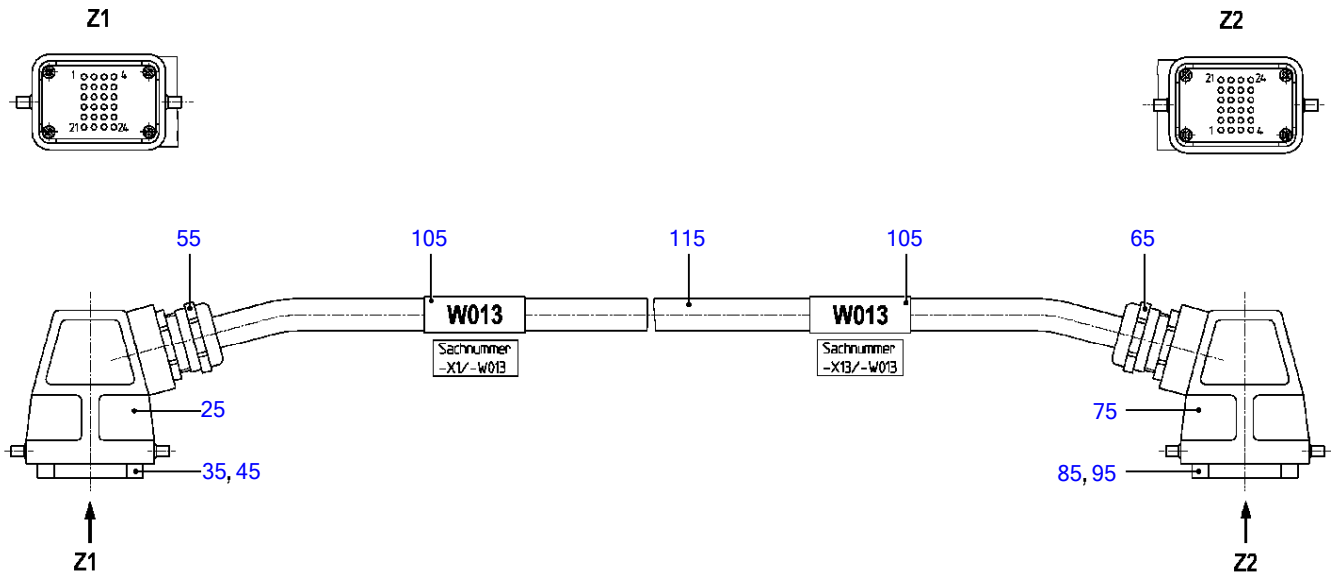 Z1
Z2
1 4
21 24
21 24
1 4
55
105
115
105
65
W013
W013
Sachnummer
-X1/-W013
Sachnummer
-X13/-W013
25
75
35, 45
85, 95
Z1
Z2